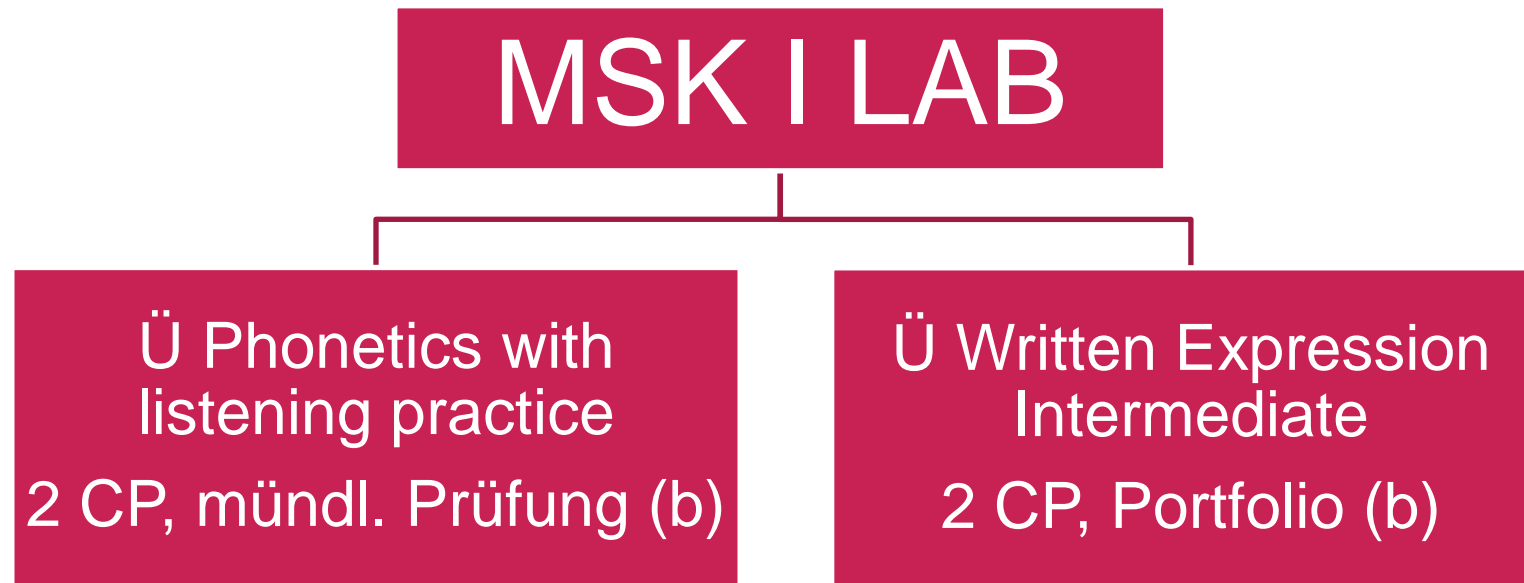 MSK I LAB
Ü Phonetics with
listening practice
2 CP, mündl. Prüfung (b)
Ü Written Expression
Intermediate
2 CP, Portfolio (b)